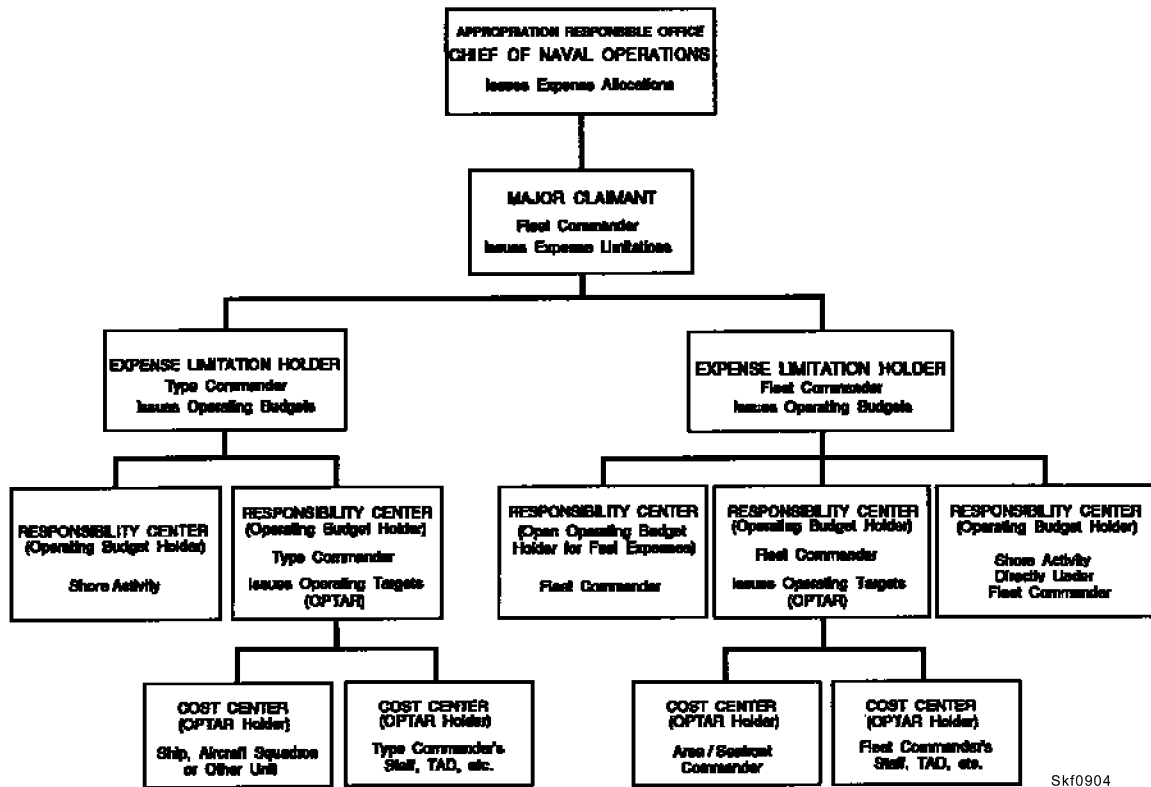 APPROPRIATION RESPONSIBLE OFFICE
CHIEF OF NAVAL OPERATIONS
Issues Expense Allocations
MAJOR CLAIMANT
Fleet Commander
Issues Expense Limitations
EXPENSE LIMITATION HOLDER
Type Commander
Issues Operating Budgets
EXPENSE LIMITATION HOLDER
Fleet Commander
Issues Operating Budgets
RESPONSIBILITY CENTER
(Operating Budget Holder)
Shore Activity
RESPONSIBILITY CENTER
(Operating Budget Holder)
Type Commander
Issues Operating Targets
(OPTAR)
RESPONSIBILITY CENTER
(Open Operating Budget
Holder for Fuel Expenses)
Fleet Commander
RESPONSIBILITY CENTER
(Operating Budget Holder)
Fleet Commander
Issues Operating Targets
(OPTAR)
RESPONSIBILITY CENTER
(Operating Budget Holder)
Shore Activity
Directly Under
Fleet Commander
COST CENTER
(OPTAR Holder)
Ship, Aircraft Squadron
or Other Unit
COST CENTER
(OPTAR Holder)
Type Commander's
Staff, TAD, etc.
COST CENTER
(OPTAR Holder)
Area / Seafront
Commander
COST CENTER
(OPTAR Holder)
Fleet Commander's
Staff, TAD, etc.
Skf0904